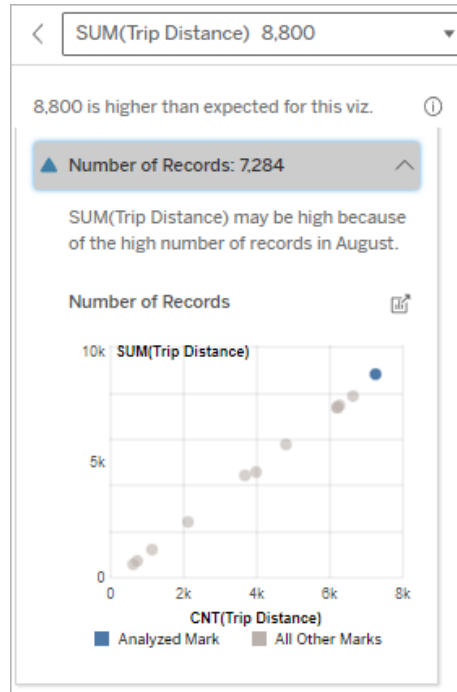 SUM(Trip Distance) 8,800
8,800 is higher than expected for this viz.
Number of Records: 7,284
SUM(Trip Distance) may be high because
of the high number of records in August.
Number of Records
10k SUM(Trip Distance)
5k
0
0 2k 4k 6k 8k
CNT(Trip Distance)
Analyzed Mark All Other Marks